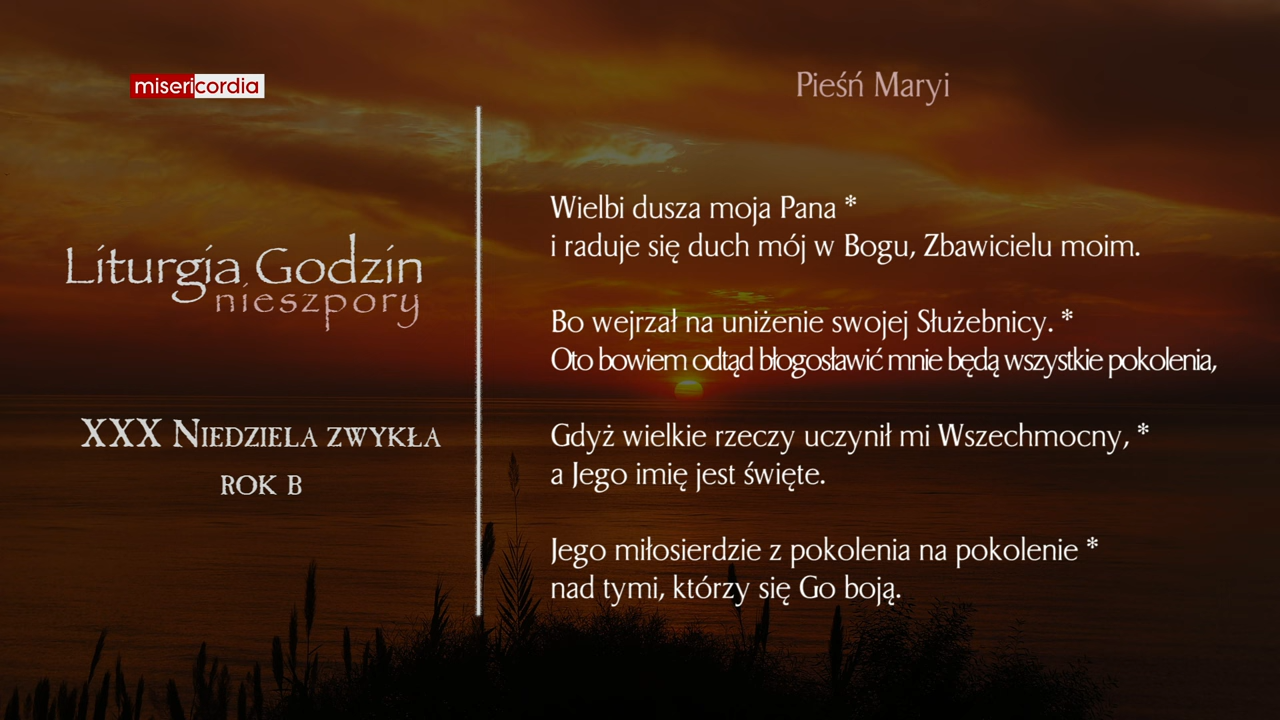 misericordia
Liturgia Godzin
nieszpory
XXX Niedziela zwykła
rok B
Pieśń Maryi
Wielbi dusza moja Pana *
i raduje się duch mój w Bogu, Zbawicielu moim.
Bo wejrzał na uniżenie swojej Służebnicy. *
Oto bowiem odtąd błogosławić mnie będą wszystkie pokolenia,
Gdyż wielkie rzeczy uczynił mi Wszechmocny, *
a Jego imię jest święte.
Jego miłosierdzie z pokolenia na pokolenie *
nad tymi, którzy się Go boją.